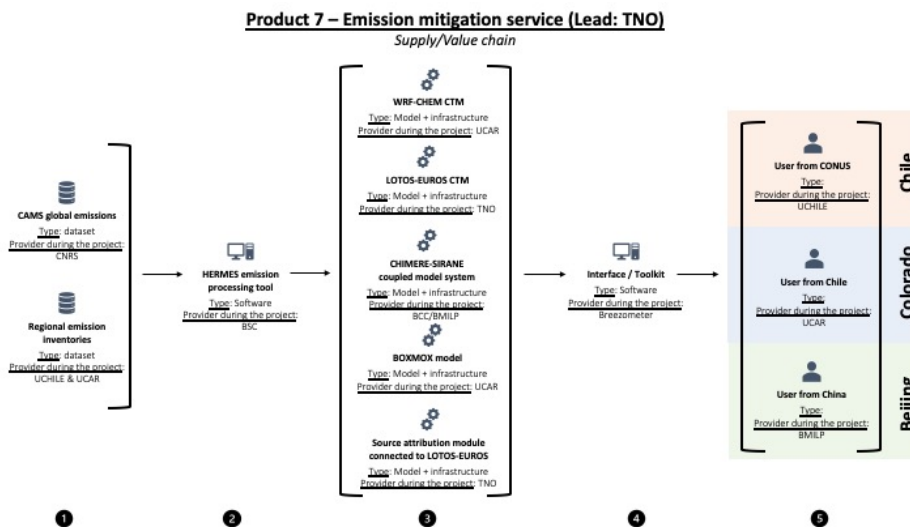 Product 7 – Emission mitigation service (Lead: TNO)
Supply/Value chain
CAMS global emissions
Type: dataset
Provider during the project:
CNRS
Regional emission
inventories
Type: dataset
Provider during the project:
UCHILE & UCAR
HERMES emission
processing tool
Type: Software
Provider during the project:
BSC
WRF-CHEM CTM
Type: Model + infrastructure
Provider during the project: UCAR
LOTOS-EUROS CTM
Type: Model + infrastructure
Provider during the project: TNO
CHIMERE-SIRANE
coupled model system
Type: Model + infrastructure
Provider during the project:
BCC/BMILP
BOXMOX model
Type: Model + infrastructure
Provider during the project: UCAR
Source attribution module
connected to LOTOS-EUROS
Type: Model + infrastructure
Provider during the project: TNO
Interface / Toolkit
Type: Software
Provider during the project:
Breezometer
User from CONUS
Type:
Provider during the project:
UCHILE
Chile
User from Chile
Type:
Provider during the project:
UCAR
Colorado
User from China
Type:
Provider during the project:
BMILP
Beijing
1
2
3
4
5